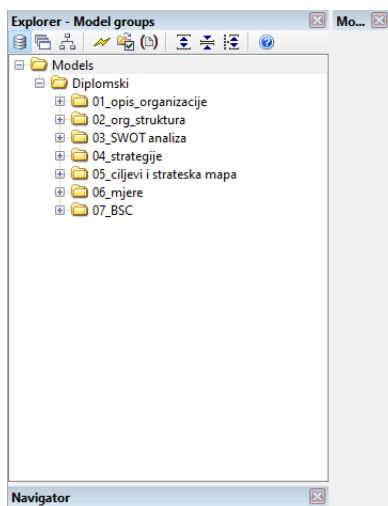 Explorer - Model groups
Mo...
Models
Diplomski
01_opis_organizacije
02_org_struktura
03_SWOT analiza
04_strategije
05_ciljevi i strateska mapa
06_mjere
07_BSC
Navigator